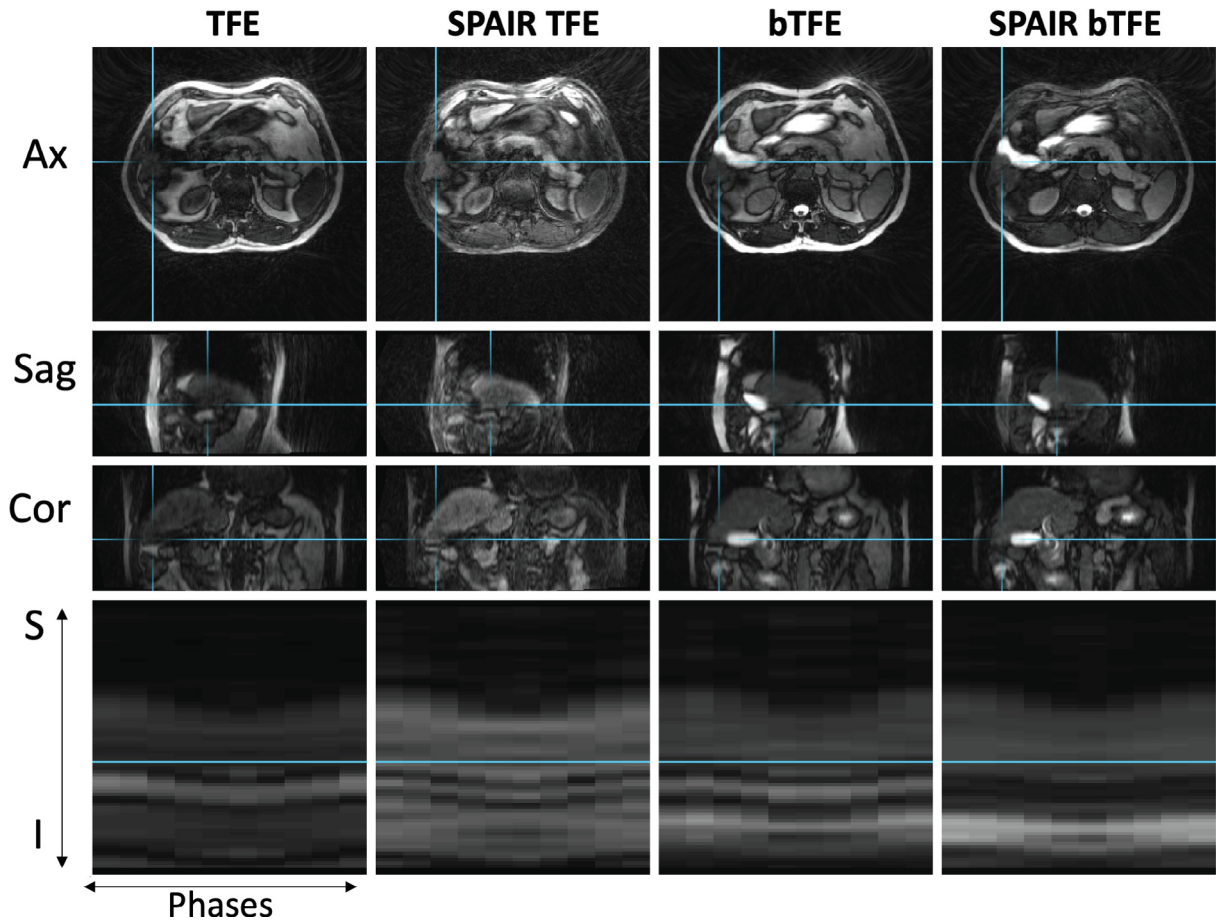 TFE SPAIR TFE bTFE SPAIR bTFE
Ax
Sag
Cor
S
I
Phases